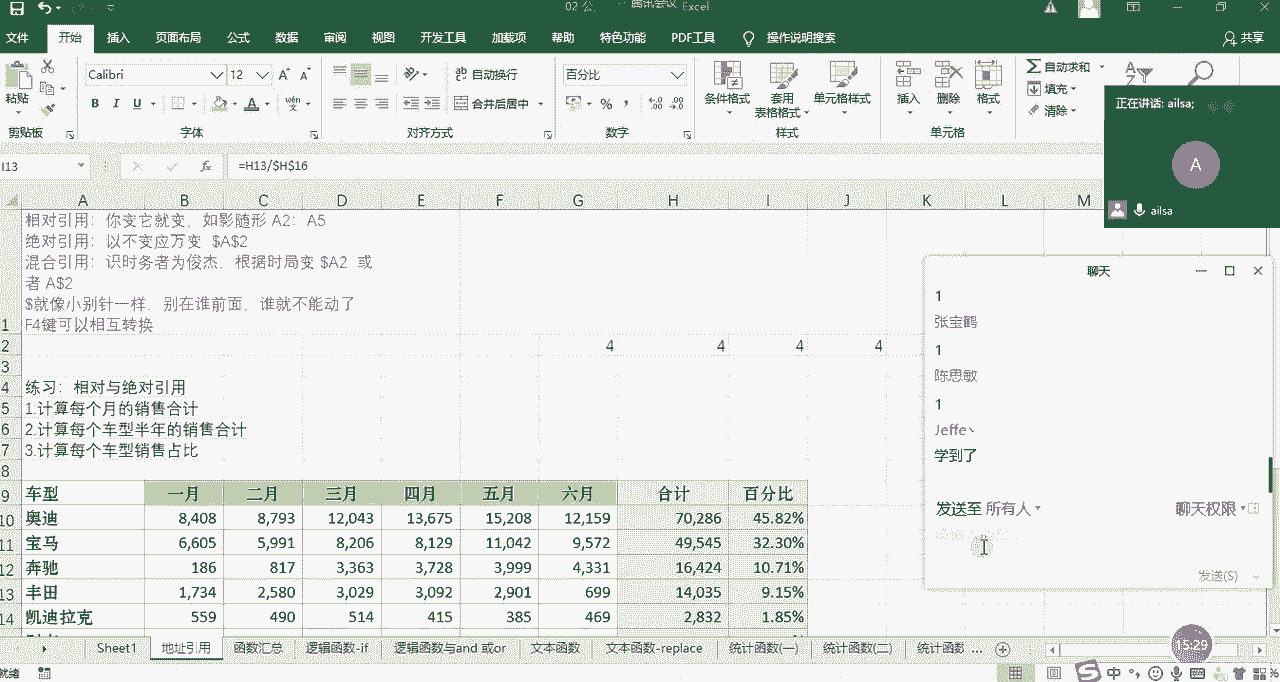 02 公.
腾讯会议 Excel
文件 开始 插入 页面布局 公式 数据 审阅 视图 开发工具 加载项 帮助 特色功能 PDF工具 操作说明搜索 共享
粘贴 Calibri 12 自动换行 百分比 条件格式 套用 表格格式 单元格样式 插入 删除 格式 自动求和
B I U 合并后居中 % 填充
清除
剪贴板 字体 对齐方式 数字 样式 单元格
正在讲话: ailsa;
A
ailsa
I13 fx =H13/$H$16
A B C D E F G H I J K L M
相对引用：你变它就变，如影随形 A2：A5
绝对引用：以不变应万变 $A$2
混合引用：识时务者为俊杰．根据时局变 $A2 或
者 A$2
$就像小别针一样．别在谁前面，谁就不能动了
1 F4键可以相互转换
2 4 4 4 4
3
4 练习：相对与绝对引用
5 1.计算每个月的销售合计
6 2.计算每个车型半年的销售合计
7 3.计算每个车型销售占比
8
9 车型 一月 二月 三月 四月 五月 六月 合计 百分比
10 奥迪 8,408 8,793 12,043 13,675 15,208 12,159 70,286 45.82%
11 宝马 6,605 5,991 8,206 8,129 11,042 9,572 49,545 32.30%
12 奔驰 186 817 3,363 3,728 3,999 4,331 16,424 10.71%
13 丰田 1,734 2,580 3,029 3,092 2,901 699 14,035 9.15%
14 凯迪拉克 559 490 514 415 385 469 2,832 1.85%
聊天
1
张宝鹤
1
陈思敏
1
Jeffe丶
学到了
发送至 所有人 聊天权限
发送(S)
Sheet1 地址引用 函数汇总 逻辑函数-if 逻辑函数与and 或or 文本函数 文本函数-replace 统计函数(一) 统计函数(二) 统计函数 ...
15:29
就绪
中
%